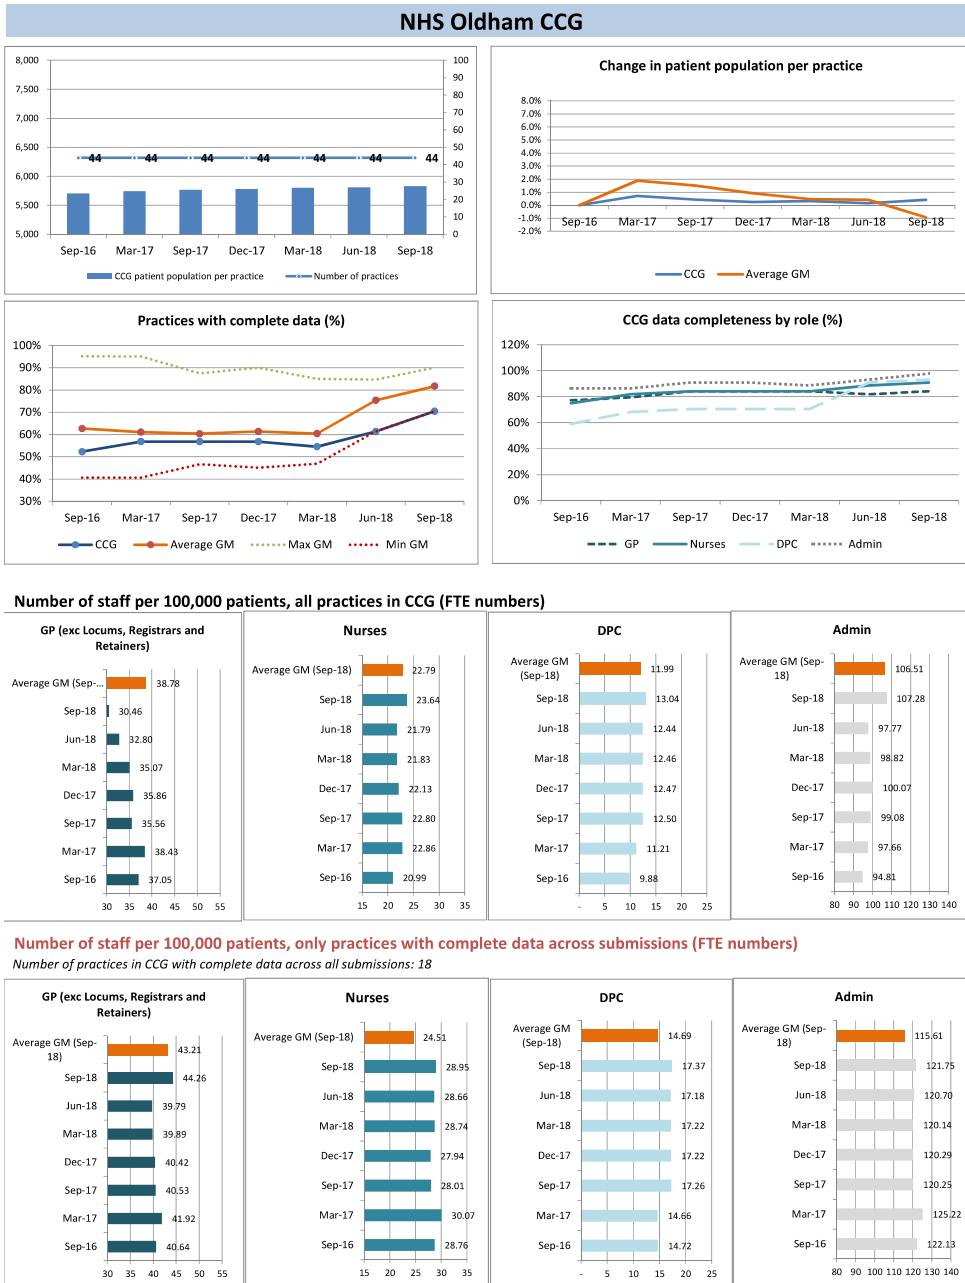 NHS Oldham CCG
8,000
7,500
7,000
6,500
6,000
5,500
5,000
100
90
80
70
60
50
40
30
20
10
0
44 44 44 44 44 44 44
Sep-16 Mar-17 Sep-17 Dec-17 Mar-18 Jun-18 Sep-18
CCG patient population per practice Number of practices
Change in patient population per practice
8.0%
7.0%
6.0%
5.0%
4.0%
3.0%
2.0%
1.0%
0.0%
-1.0%
-2.0%
Sep-16 Mar-17 Sep-17 Dec-17 Mar-18 Jun-18 Sep-18
CCG Average GM
Practices with complete data (%)
100%
90%
80%
70%
60%
50%
40%
30%
Sep-16 Mar-17 Sep-17 Dec-17 Mar-18 Jun-18 Sep-18
CCG Average GM Max GM Min GM
CCG data completeness by role (%)
120%
100%
80%
60%
40%
20%
0%
Sep-16 Mar-17 Sep-17 Dec-17 Mar-18 Jun-18 Sep-18
GP Nurses DPC Admin
Number of staff per 100,000 patients, all practices in CCG (FTE numbers)
GP (exc Locums, Registrars and
Retainers)
Average GM (Sep-... 38.78
Sep-18 30.46
Jun-18 32.80
Mar-18 35.07
Dec-17 35.86
Sep-17 35.56
Mar-17 38.43
Sep-16 37.05
30 35 40 45 50 55
Nurses
Average GM (Sep-18) 22.79
Sep-18 23.64
Jun-18 21.79
Mar-18 21.83
Dec-17 22.13
Sep-17 22.80
Mar-17 22.86
Sep-16 20.99
15 20 25 30 35
DPC
Average GM
(Sep-18) 11.99
Sep-18 13.04
Jun-18 12.44
Mar-18 12.46
Dec-17 12.47
Sep-17 12.50
Mar-17 11.21
Sep-16 9.88
- 5 10 15 20 25
Admin
Average GM (Sep-
18) 106.51
Sep-18 107.28
Jun-18 97.77
Mar-18 98.82
Dec-17 100.07
Sep-17 99.08
Mar-17 97.66
Sep-16 94.81
80 90 100 110 120 130 140
Number of staff per 100,000 patients, only practices with complete data across submissions (FTE numbers)
Number of practices in CCG with complete data across all submissions: 18
GP (exc Locums, Registrars and
Retainers)
Average GM (Sep-
18) 43.21
Sep-18 44.26
Jun-18 39.79
Mar-18 39.89
Dec-17 40.42
Sep-17 40.53
Mar-17 41.92
Sep-16 40.64
30 35 40 45 50 55
Nurses
Average GM (Sep-18) 24.51
Sep-18 28.95
Jun-18 28.66
Mar-18 28.74
Dec-17 27.94
Sep-17 28.01
Mar-17 30.07
Sep-16 28.76
15 20 25 30 35
DPC
Average GM
(Sep-18) 14.69
Sep-18 17.37
Jun-18 17.18
Mar-18 17.22
Dec-17 17.22
Sep-17 17.26
Mar-17 14.66
Sep-16 14.72
- 5 10 15 20 25
Admin
Average GM (Sep-
18) 115.61
Sep-18 121.75
Jun-18 120.70
Mar-18 120.14
Dec-17 120.29
Sep-17 120.25
Mar-17 125.22
Sep-16 122.13
80 90 100 110 120 130 140